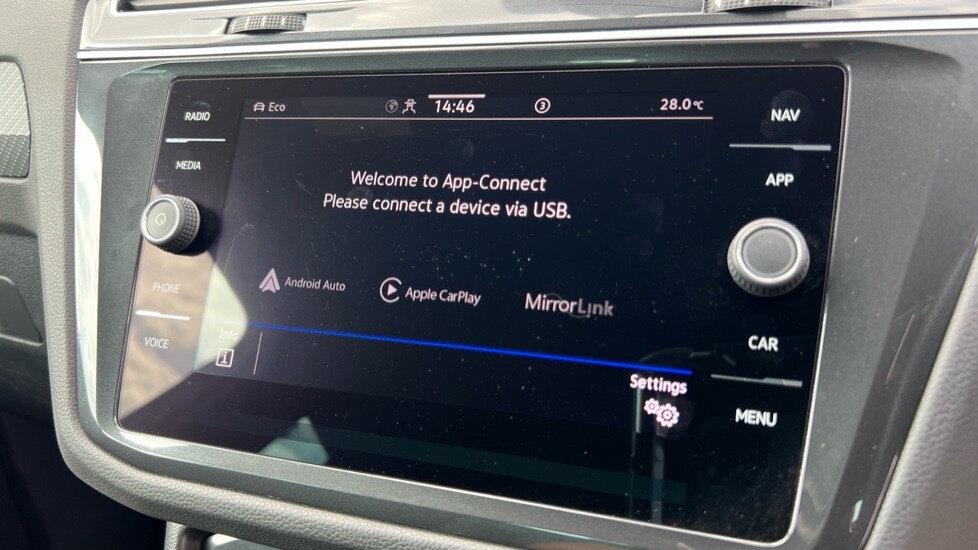 RADIO
MEDIA
PHONE
VOICE
Eco
14:46
3
28.0°C
Welcome to App-Connect
Please connect a device via USB.
Android Auto
Apple CarPlay
MirrorLink
Info
i
Settings
NAV
APP
CAR
MENU